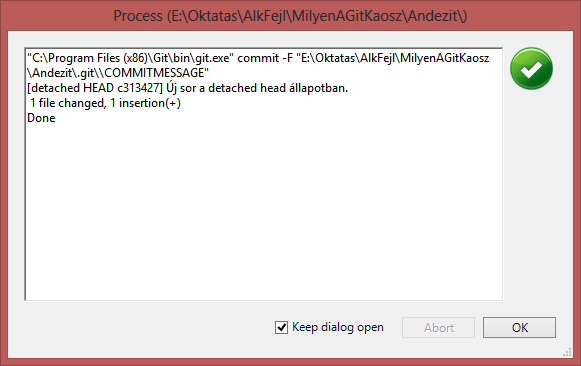 Process (E:\Oktatas\AlkFejl\MilyenAGitKaosz\Andezit\)
"C:\Program Files (x86)\Git\bin\git.exe" commit -F "E:\Oktatas\AlkFejl\MilyenAGitKaosz
\Andezit\.git\\COMMITMESSAGE"
[detached HEAD c313427] Új sor a detached head állapotban.
1 file changed, 1 insertion(+)
Done
Keep dialog open
Abort
OK